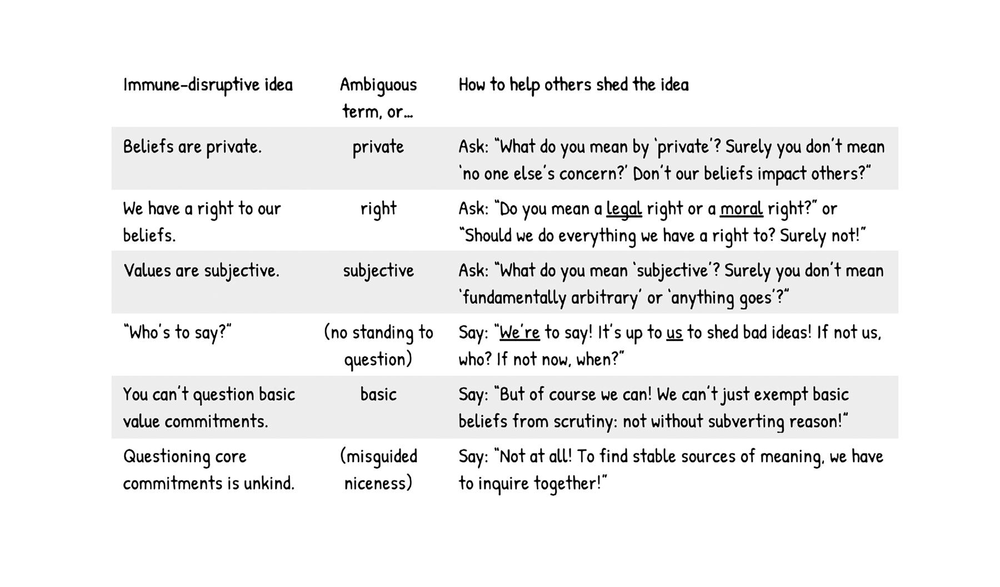 Immune-disruptive idea
Ambiguous
term, or...
How to help others shed the idea
Beliefs are private.
private
Ask: "What do you mean by 'private'? Surely you don't mean
'no one else's concern?' Don't our beliefs impact others?"
We have a right to our
beliefs.
right
Ask: "Do you mean a legal right or a moral right?" or
"Should we do everything we have a right to? Surely not!"
Values are subjective.
subjective
Ask: "What do you mean 'subjective'? Surely you don't mean
'fundamentally arbitrary' or 'anything goes'?"
"Who's to say?"
(no standing to
question)
Say: "We're to say! It's up to us to shed bad ideas! If not us,
who? If not now, when?"
You can't question basic
value commitments.
basic
Say: "But of course we can! We can't just exempt basic
beliefs from scrutiny: not without subverting reason!"
Questioning core
commitments is unkind.
(misguided
niceness)
Say: "Not at all! To find stable sources of meaning, we have
to inquire together!"